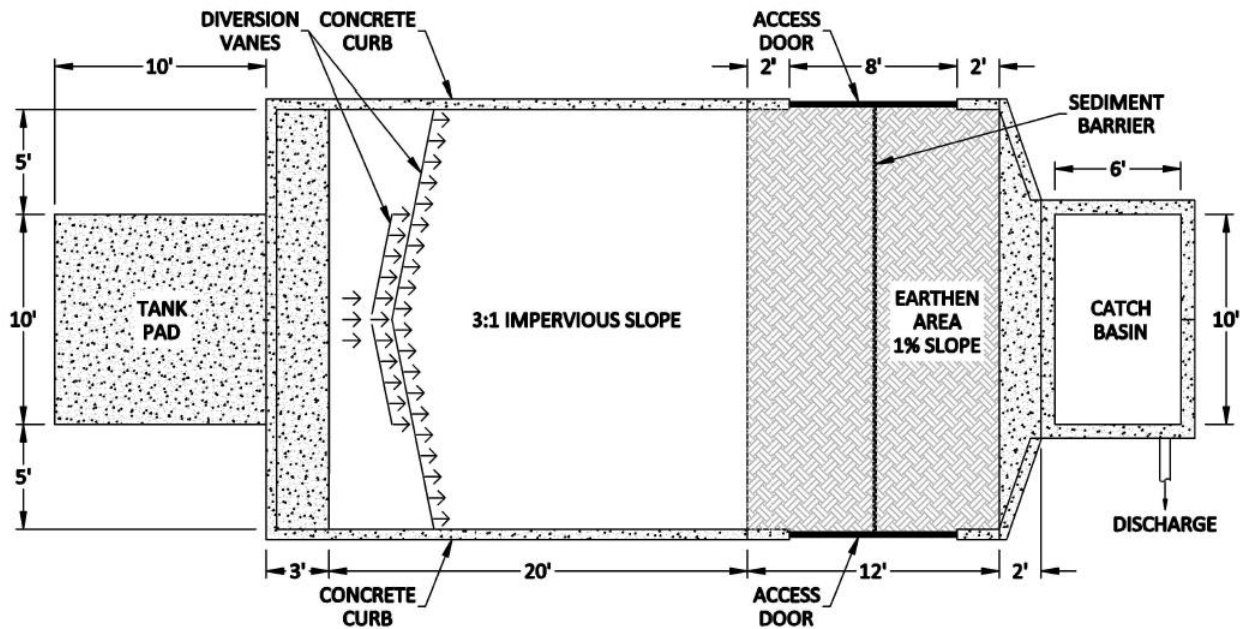 DIVERSION
VANES
CONCRETE
CURB
ACCESS
DOOR
10'
2'
8'
2'
SEDIMENT
BARRIER
5'
6'
TANK
PAD
10'
3:1 IMPERVIOUS SLOPE
EARTHEN
AREA
1% SLOPE
CATCH
BASIN
10'
5'
DISCHARGE
3'
20'
12'
2'
CONCRETE
CURB
ACCESS
DOOR